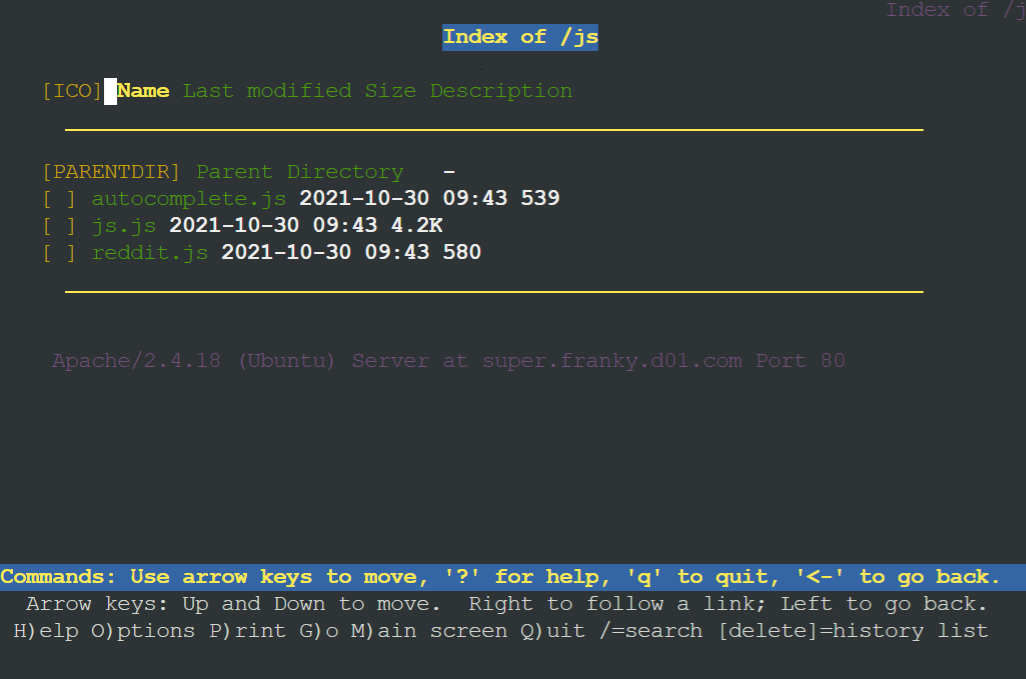 Index of /j
Index of /js
[ICO] Name Last modified Size Description
[PARENTDIR] Parent Directory -
[ ] autocomplete.js 2021-10-30 09:43 539
[ ] js.js 2021-10-30 09:43 4.2K
[ ] reddit.js 2021-10-30 09:43 580
Apache/2.4.18 (Ubuntu) Server at super.franky.d01.com Port 80
Commands: Use arrow keys to move, '?' for help, 'q' to quit, '<-' to go back.
Arrow keys: Up and Down to move. Right to follow a link; Left to go back.
H)elp O)ptions P)rint G)o M)ain screen Q)uit /=search [delete]=history list